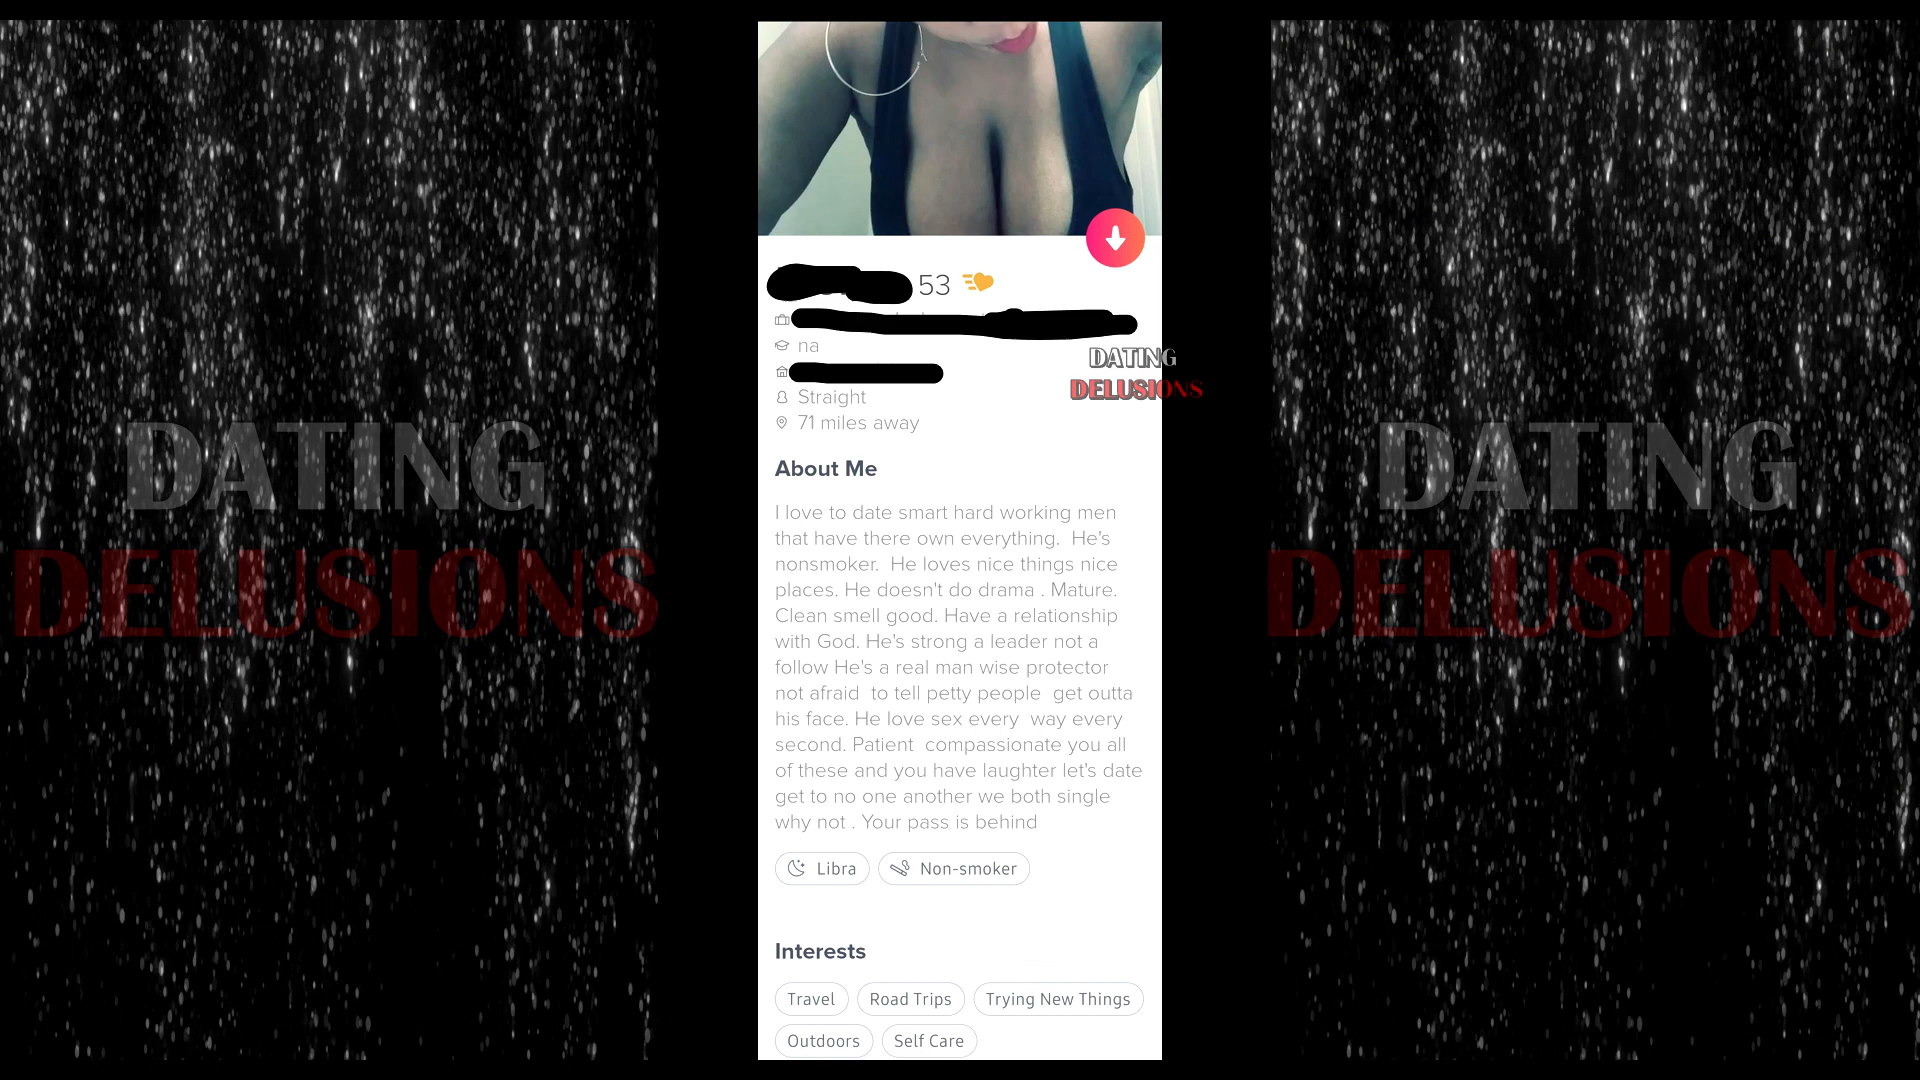 53
na
Straight
71 miles away
DATING
DELUSIONS
About Me
I love to date smart hard working men
that have there own everything.  He's
nonsmoker.  He loves nice things nice
places. He doesn't do drama . Mature.
Clean smell good. Have a relationship
with God. He's strong a leader not a
follow He's a real man wise protector
not afraid  to tell petty people  get outta
his face. He love sex every  way every
second. Patient  compassionate you all
of these and you have laughter let's date
get to no one another we both single
why not . Your pass is behind
Libra
Non-smoker
Interests
Travel
Road Trips
Trying New Things
Outdoors
Self Care
DATING
DELUSIONS
DATING
DELUSIONS